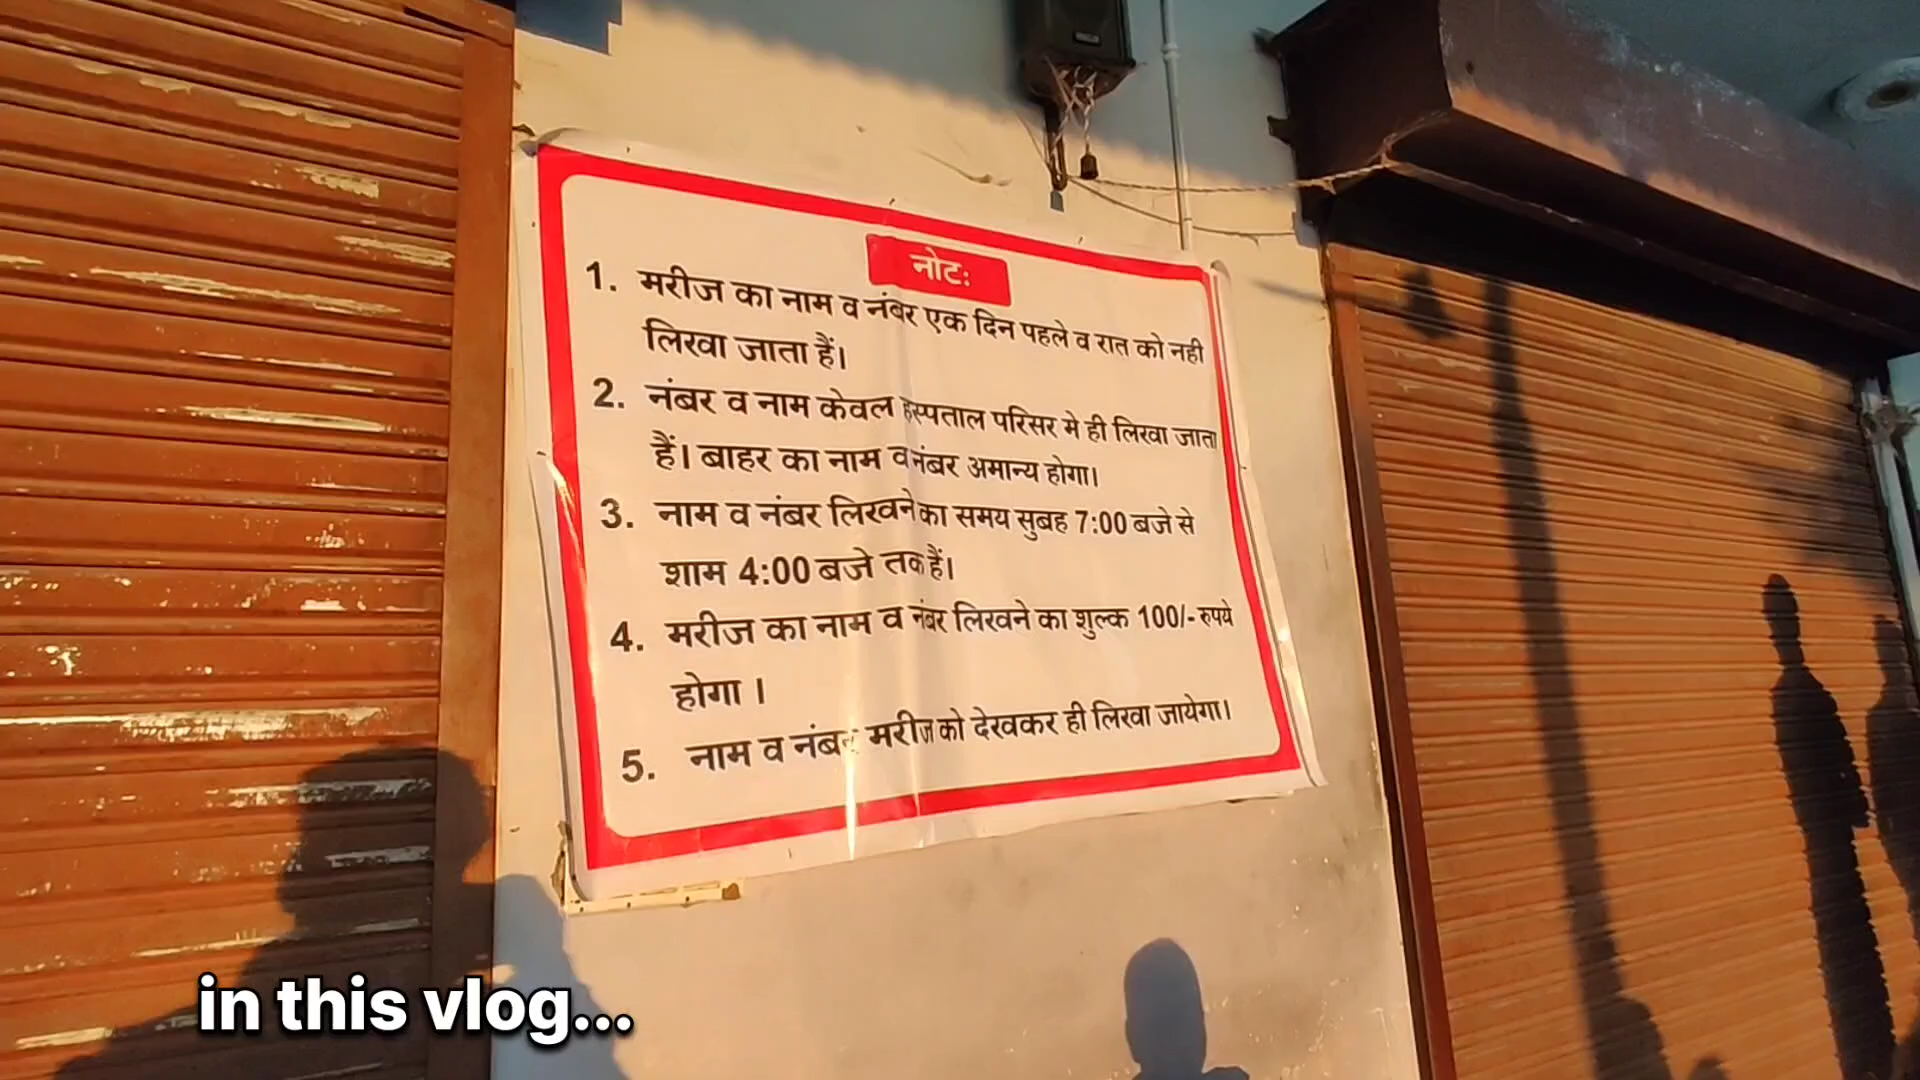 नोटः
1. मरीज का नाम व नंबर एक दिन पहले व रात को नही
लिखा जाता हैं।
2. नंबर व नाम केवल हस्पताल परिसर मे ही लिखा जाता
हैं। बाहर का नाम व नंबर अमान्य होगा।
3. नाम व नंबर लिखने का समय सुबह 7:00 बजे से
शाम 4:00 बजे तक हैं।
4. मरीज का नाम व नंबर लिखने का शुल्क 100/- रुपये
होगा ।
5. नाम व नंबर मरीज को देखकर ही लिखा जायेगा।
in this vlog...